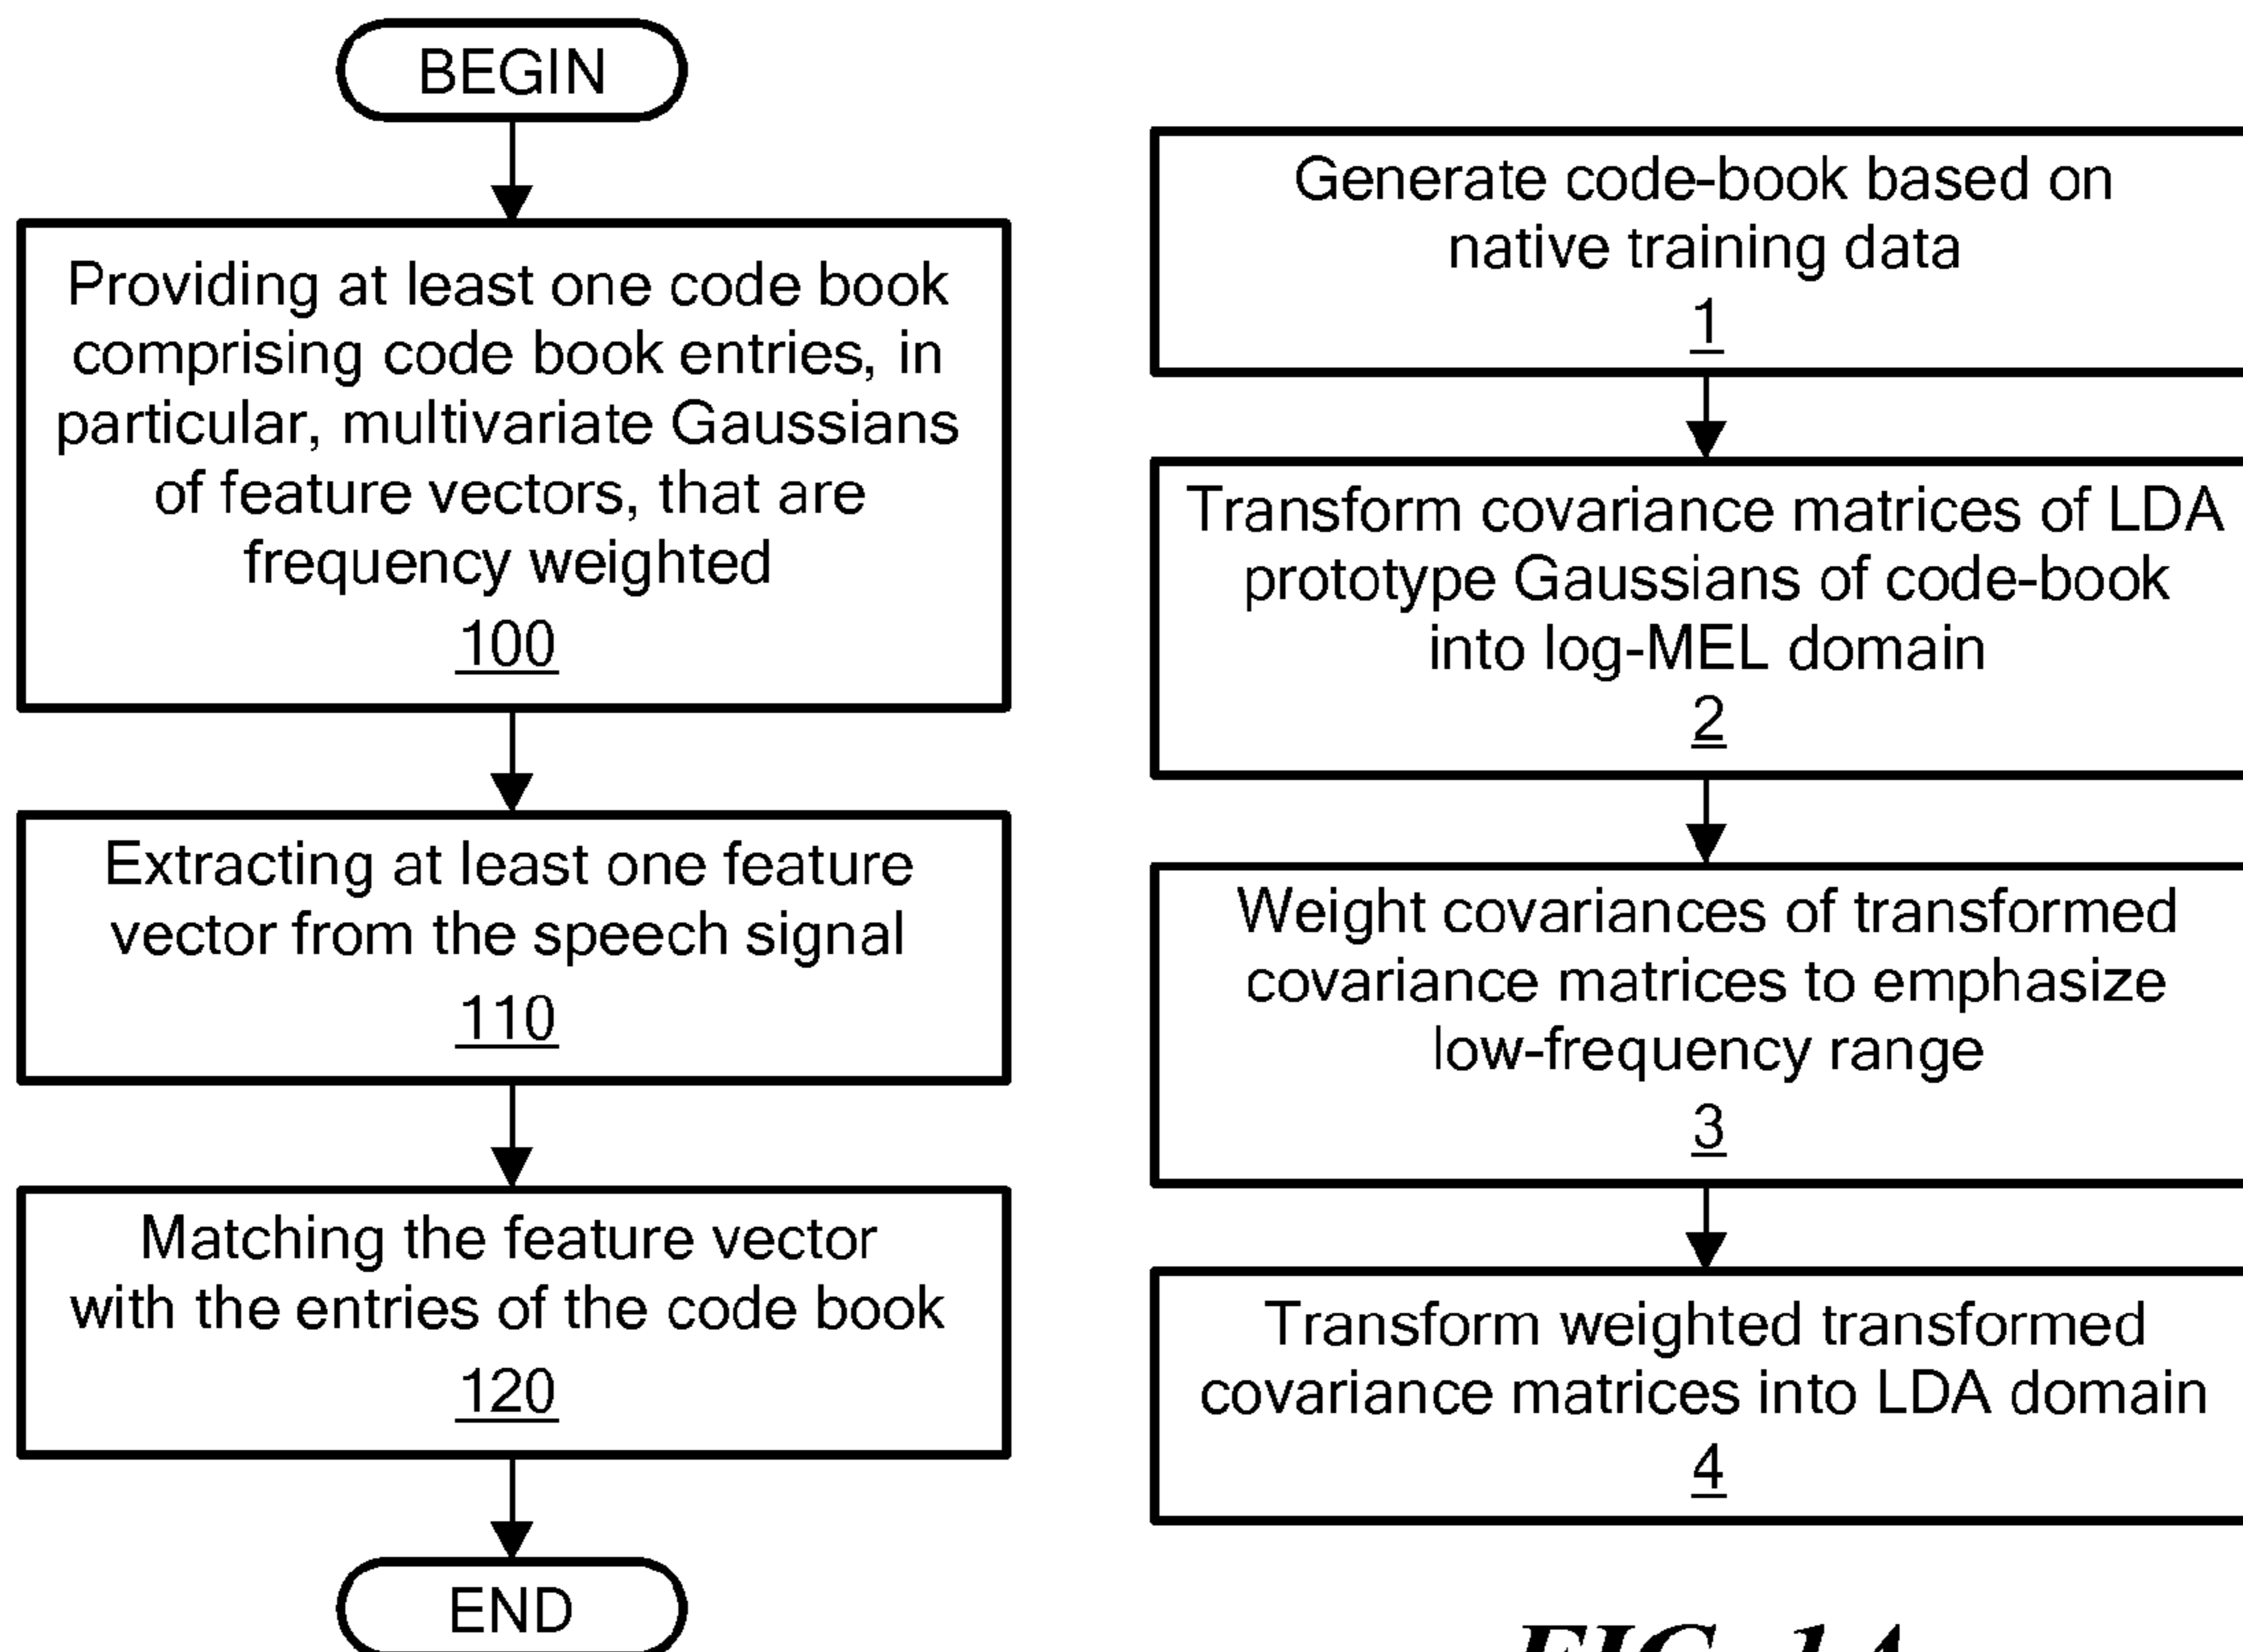 BEGIN
Providing at least one code book
comprising code book entries, in
particular, multivariate Gaussians
of feature vectors, that are
frequency weighted
100
Extracting at least one feature
vector from the speech signal
110
Matching the feature vector
with the entries of the code book
120
END
Generate code-book based on
native training data
1
Transform covariance matrices of LDA
prototype Gaussians of code-book
into log-MEL domain
2
Weight covariances of transformed
covariance matrices to emphasize
low-frequency range
3
Transform weighted transformed
covariance matrices into LDA domain
4
FIG. 1A